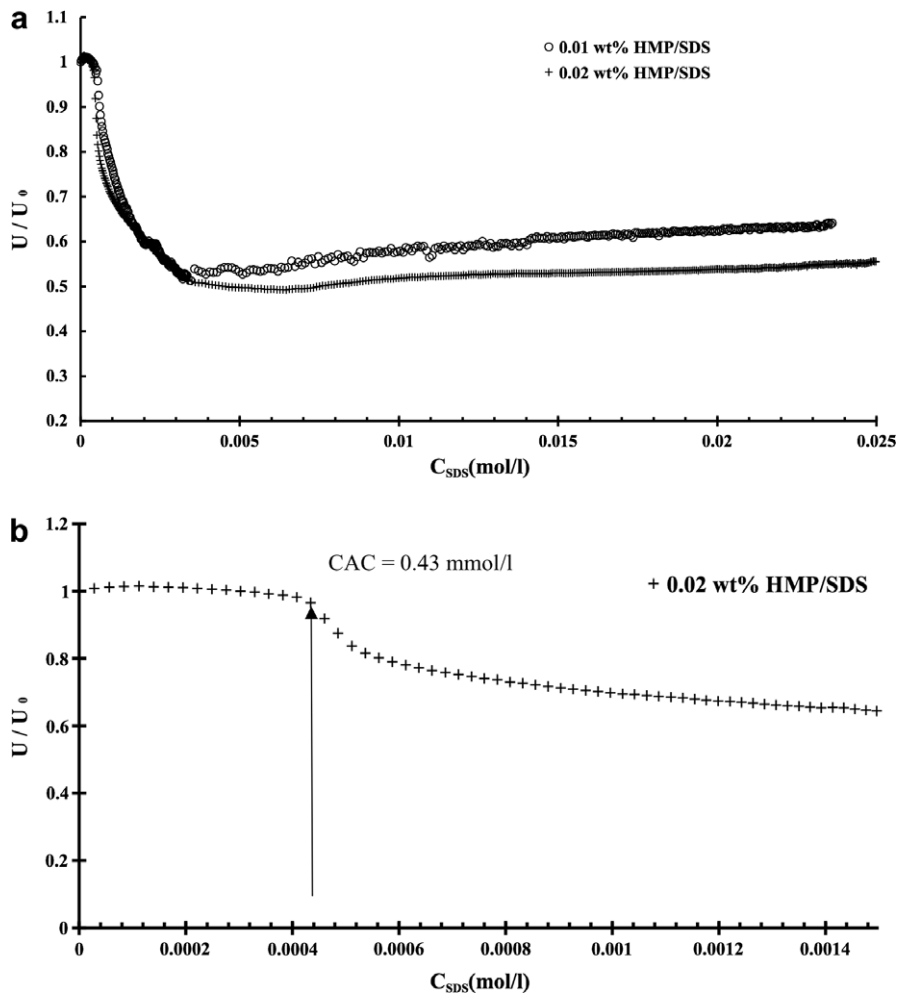 a
1.1
1
0.9
0.8
0.7
0.6
0.5
0.4
0.3
0.2
U / U₀
○ 0.01 wt% HMP/SDS
+ 0.02 wt% HMP/SDS
0 0.005 0.01 0.015 0.02 0.025
C_SDS(mol/l)
b
1.2
1
0.8
0.6
0.4
0.2
0
U / U₀
CAC = 0.43 mmol/l
+ 0.02 wt% HMP/SDS
0 0.0002 0.0004 0.0006 0.0008 0.001 0.0012 0.0014
C_SDS(mol/l)